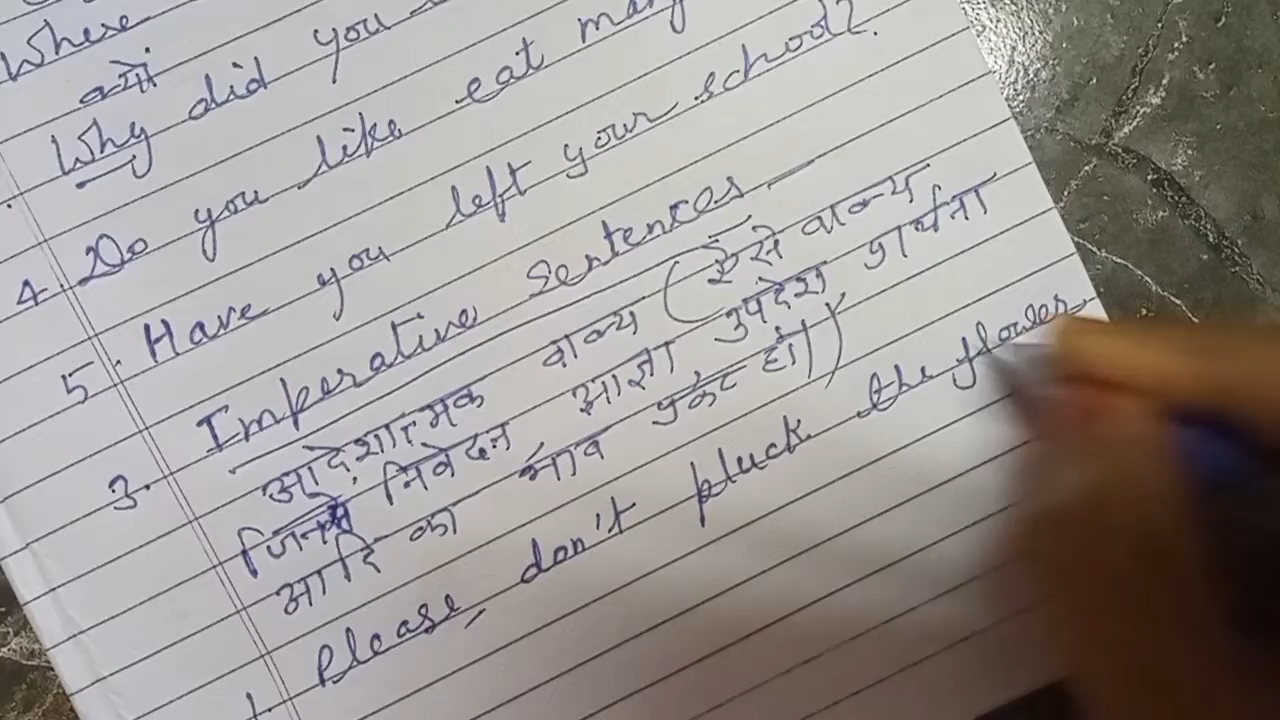 Where
क्यों
Why did you
4. Do you like eat many
5. Have you left your school?
3. Imperative Sentences —
आदेशात्मक वाक्य (ऐसे वाक्य
जिनसे निवेदन आज्ञा उपदेश प्रार्थना
आदि का भाव प्रकट हो।)
1. Please, don't pluck the flower